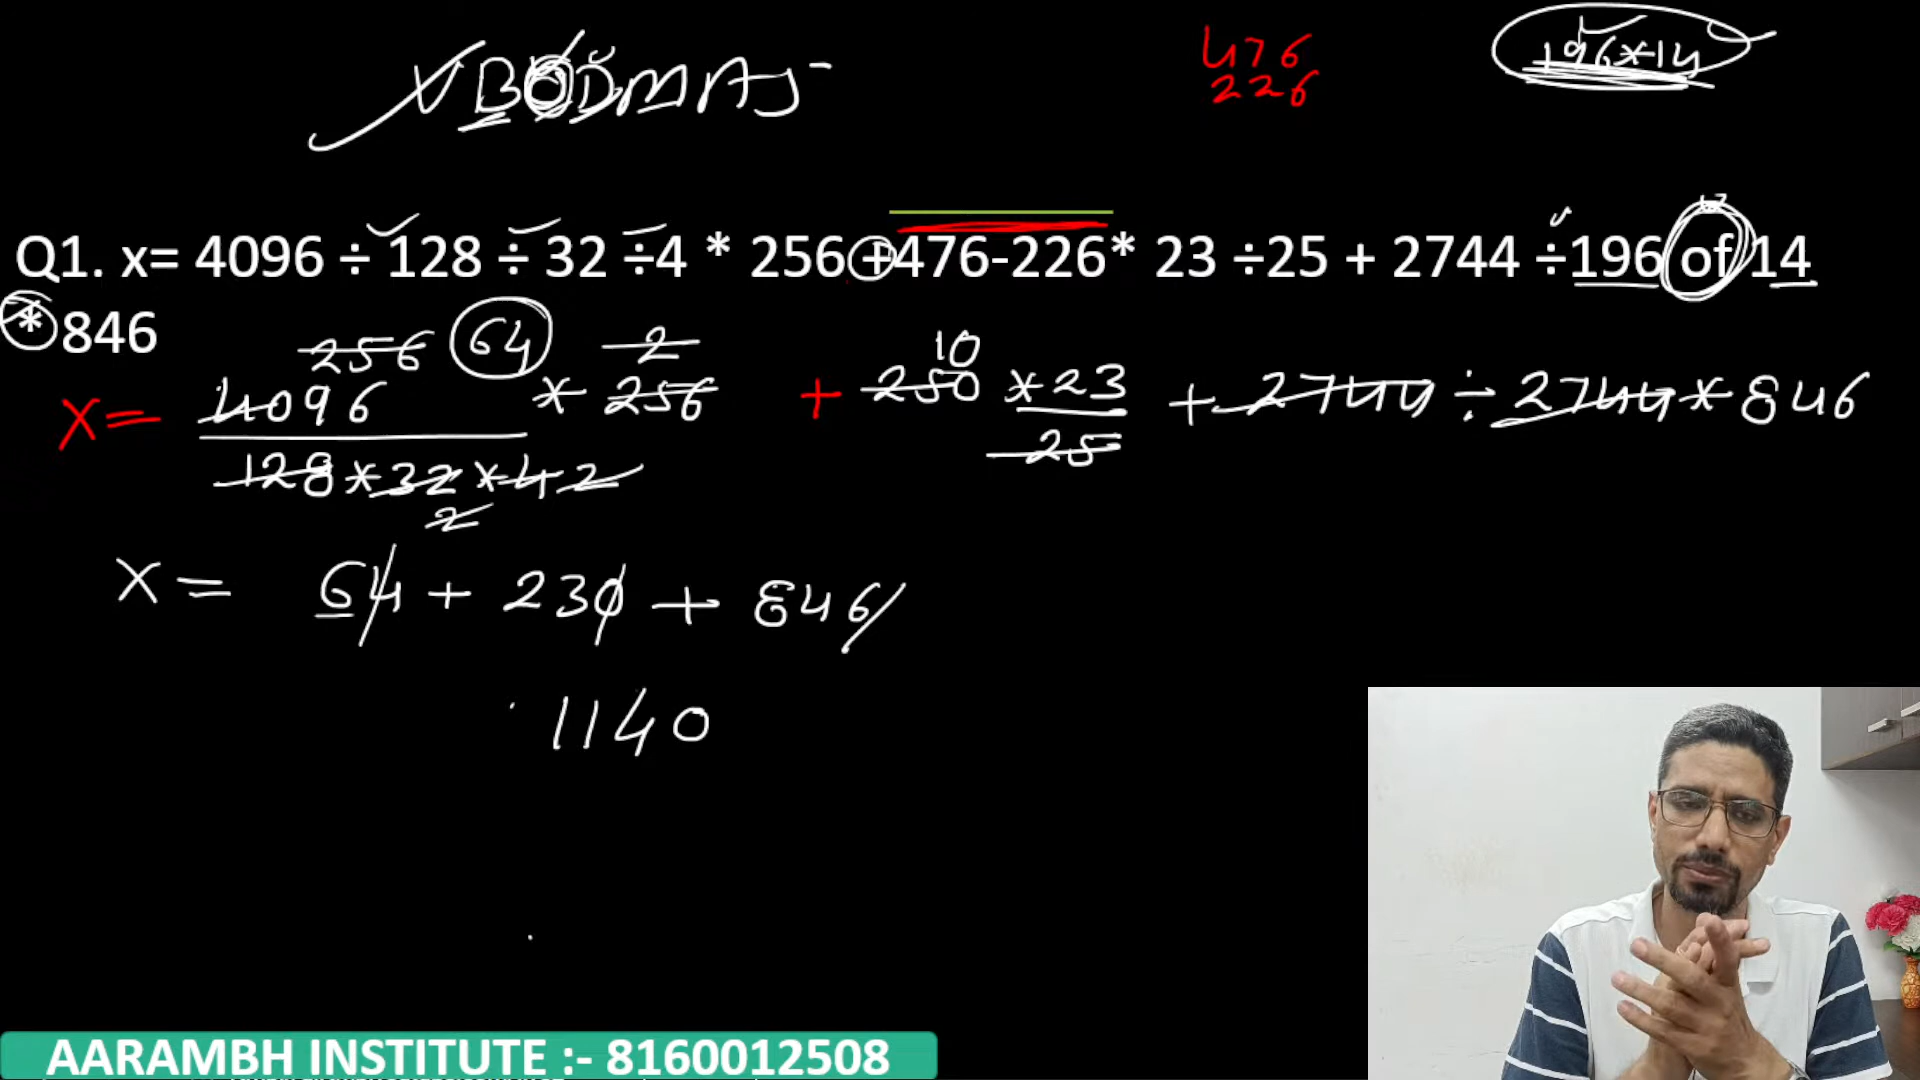 VBODMAS
476
226
196*14
Q1. x= 4096 ÷ 128 ÷ 32 ÷4 * 256 +476-226* 23 ÷25 + 2744 ÷196 of 14
*846
256 64 2 10
X= 4096 * 256 + 250 *23 + 2744 ÷ 2744 * 846
128*32*4 2 25
2
X= 64 + 230 + 846
1140
AARAMBH INSTITUTE :- 8160012508